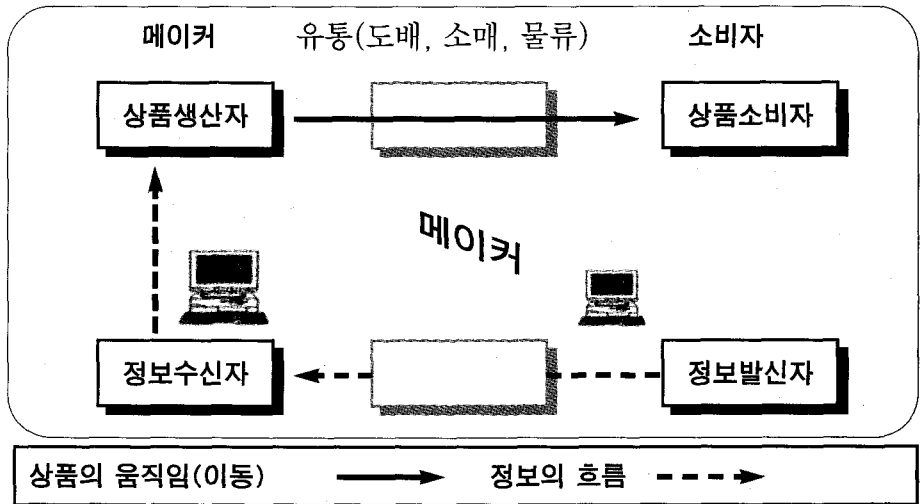 메이커 유통(도배, 소매, 물류) 소비자
상품생산자 상품소비자
메이커
정보수신자 정보발신자
상품의 움직임(이동) 정보의 흐름